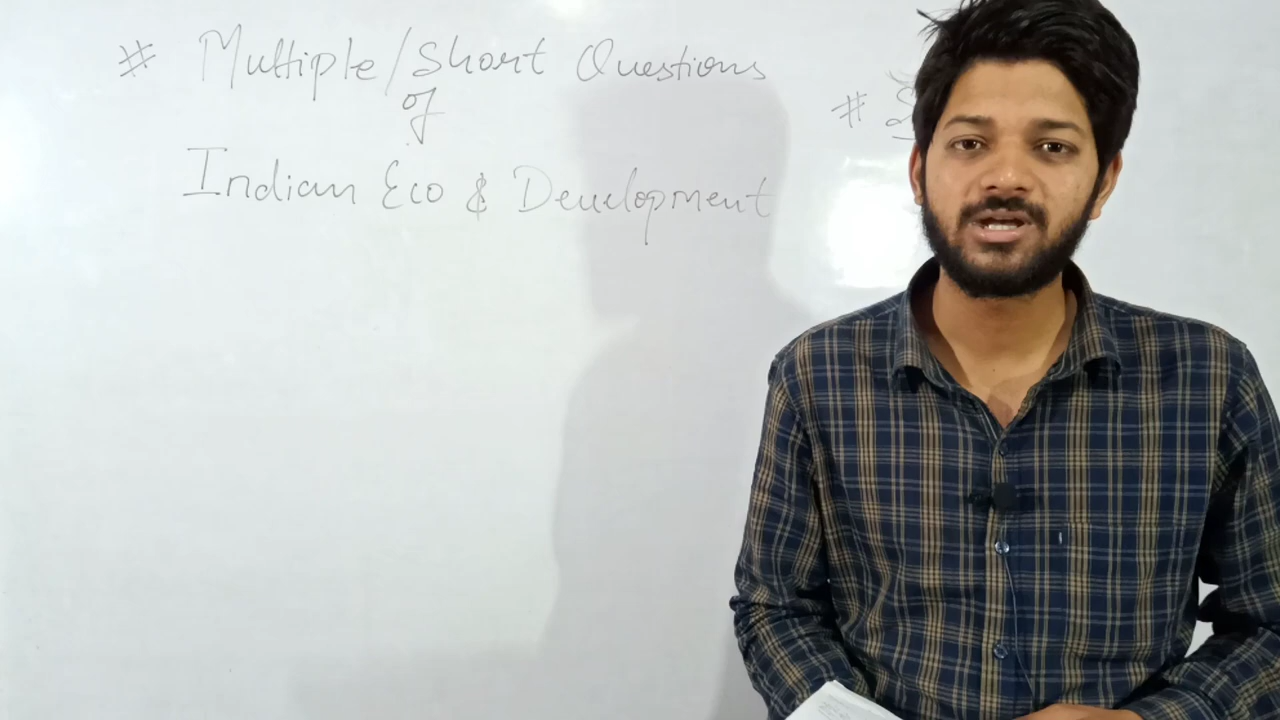 # Multiple/Short Questions
of
Indian Eco & Development
#